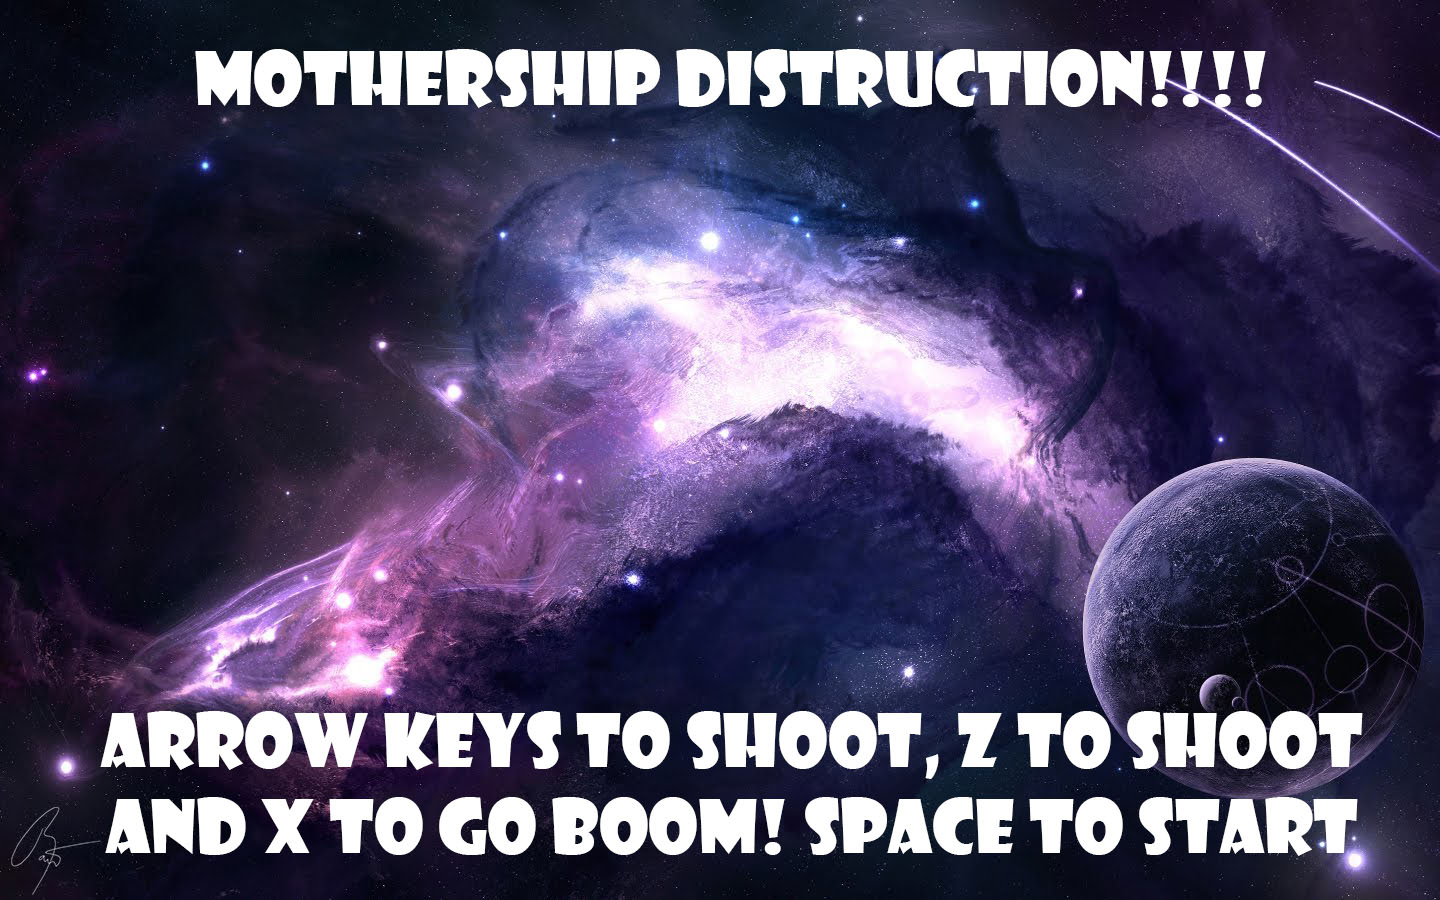 MOTHERSHIP DISTRUCTION!!!!
ARROW KEYS TO SHOOT, Z TO SHOOT
AND X TO GO BOOM! SPACE TO START